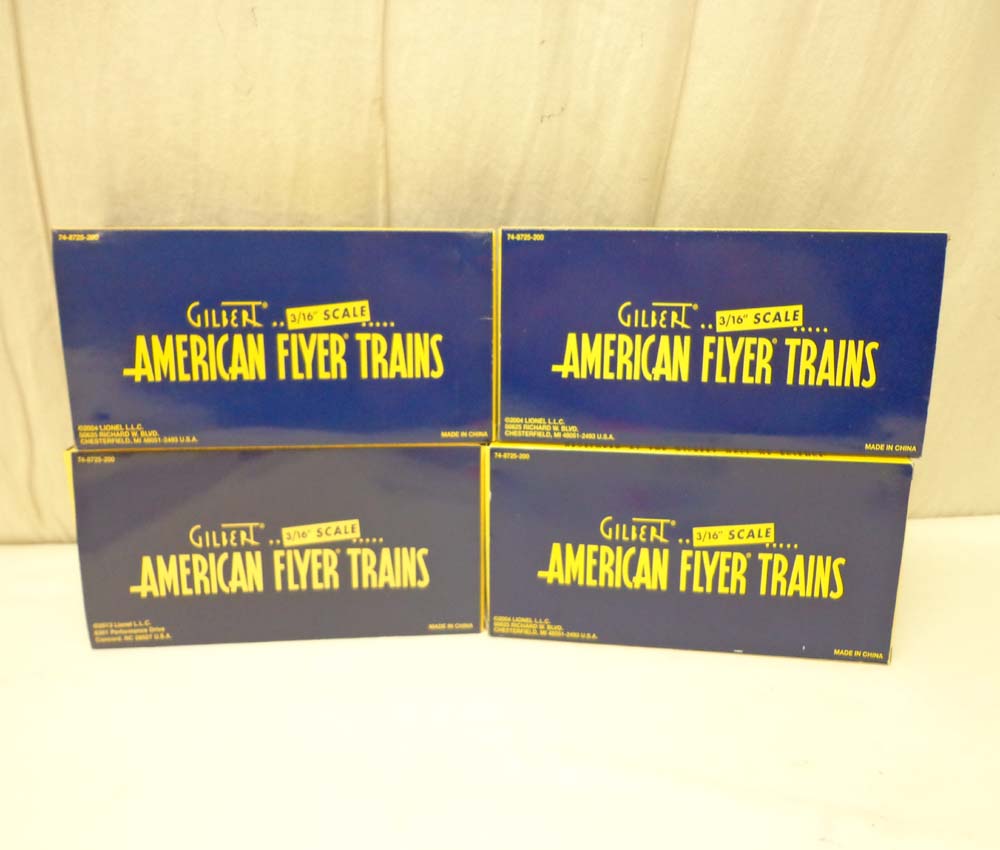 74-8725-200
GILBERT® .. 3/16" SCALE .....
AMERICAN FLYER® TRAINS
©2004 LIONEL L.L.C.
50625 RICHARD W. BLVD.
CHESTERFIELD, MI 48051-2493 U.S.A.
MADE IN CHINA
74-8725-200
GILBERT® .. 3/16" SCALE .....
AMERICAN FLYER® TRAINS
©2004 LIONEL L.L.C.
50625 RICHARD W. BLVD.
CHESTERFIELD, MI 48051-2493 U.S.A.
MADE IN CHINA
74-8725-200
GILBERT® .. 3/16" SCALE .....
AMERICAN FLYER® TRAINS
©2013 Lionel L.L.C.
6301 Performance Drive
Concord, NC 28027 U.S.A.
MADE IN CHINA
74-8725-200
GILBERT® .. 3/16" SCALE .....
AMERICAN FLYER® TRAINS
©2004 LIONEL L.L.C.
50625 RICHARD W. BLVD.
CHESTERFIELD, MI 48051-2493 U.S.A.
MADE IN CHINA